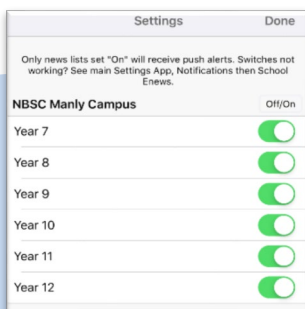 Settings Done
Only news lists set "On" will receive push alerts. Switches not
working? See main Settings App, Notifications then School
Enews.
NBSC Manly Campus Off/On
Year 7
Year 8
Year 9
Year 10
Year 11
Year 12